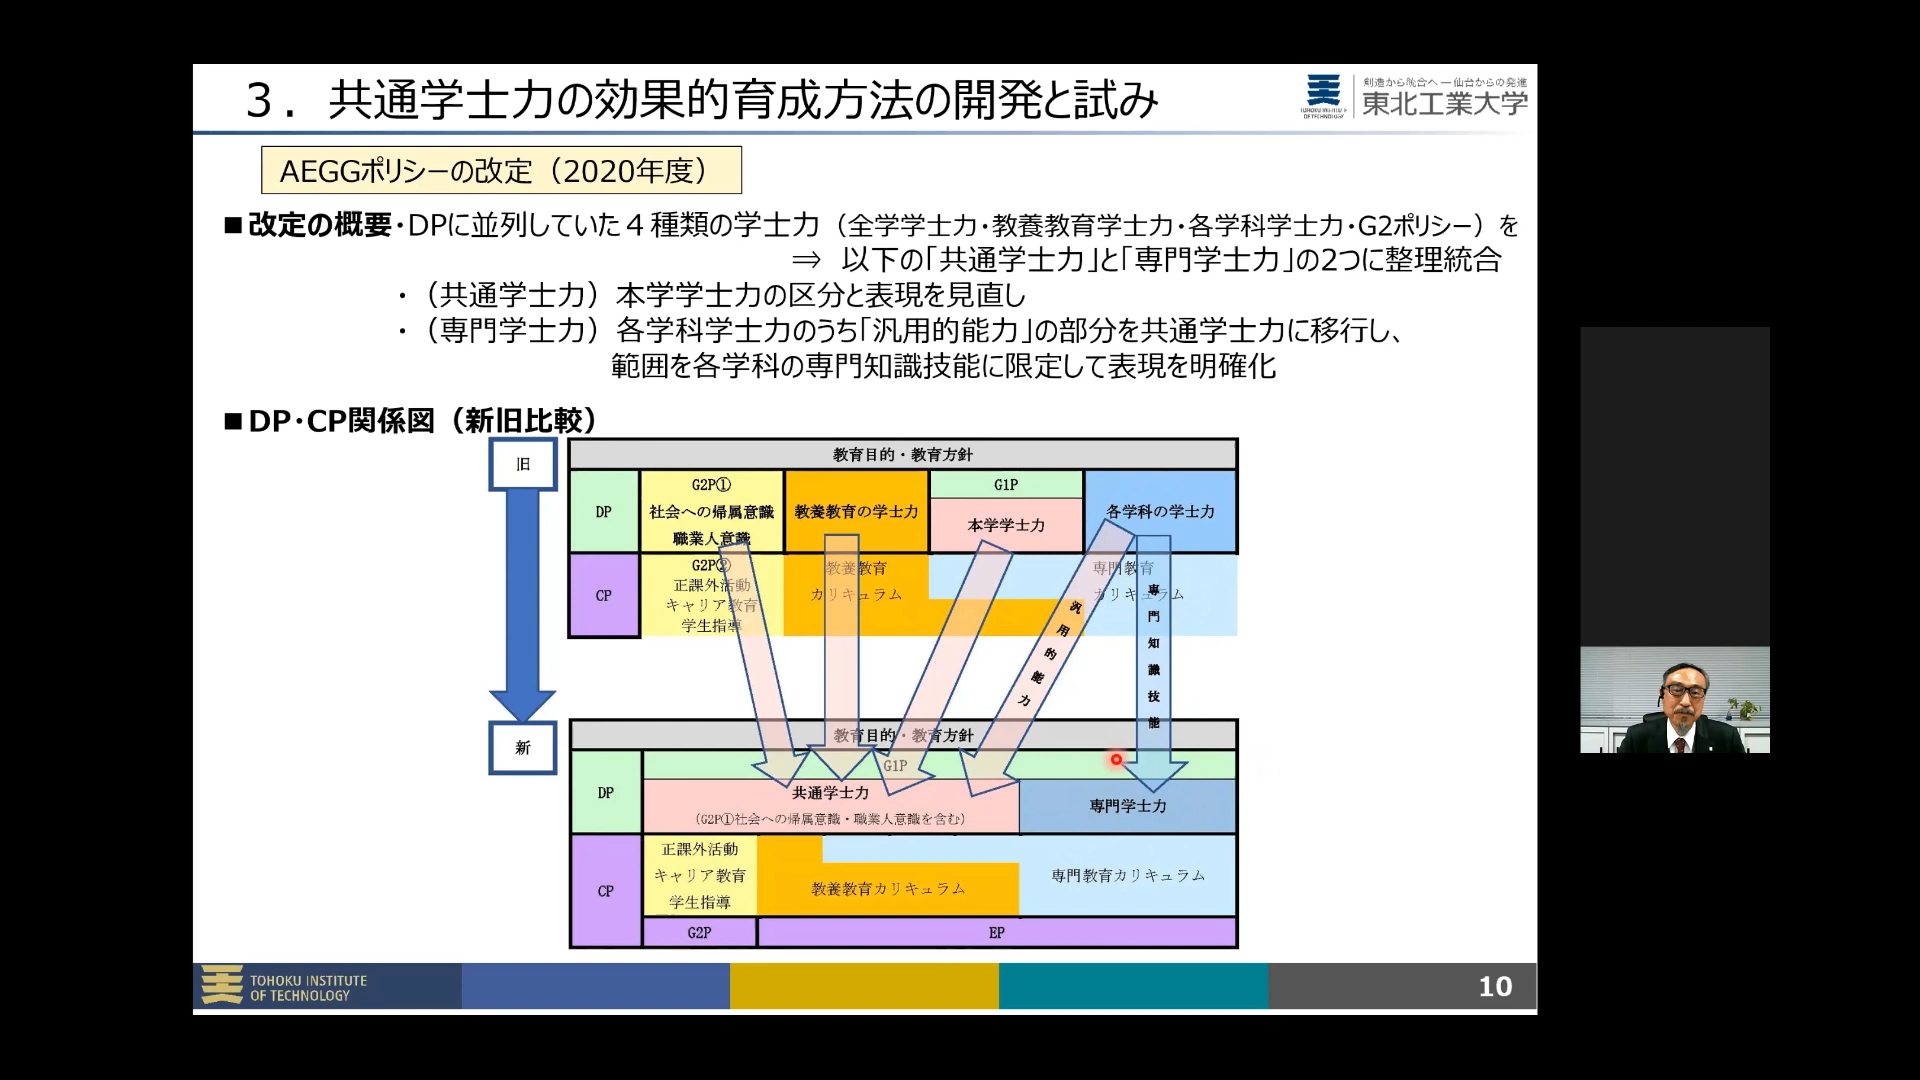 3．共通学士力の効果的育成方法の開発と試み
創造から統合へー仙台からの発進
東北工業大学
TOHOKU INSTITUTE
OF TECHNOLOGY
AEGGポリシーの改定（2020年度）
■改定の概要・DPに並列していた４種類の学士力（全学学士力・教養教育学士力・各学科学士力・G2ポリシー）を
⇒ 以下の「共通学士力」と「専門学士力」の2つに整理統合
・（共通学士力）本学学士力の区分と表現を見直し
・（専門学士力）各学科学士力のうち「汎用的能力」の部分を共通学士力に移行し、
範囲を各学科の専門知識技能に限定して表現を明確化
■DP・CP関係図（新旧比較）
旧
教育目的・教育方針
DP
G2P①
社会への帰属意識
職業人意識
教養教育の学士力
G1P
本学学士力
各学科の学士力
CP
G2P②
正課外活動
キャリア教育
学生指導
教養教育
カリキュラム
専門教育
カリキュラム
汎用的能力
専門知識技能
新
教育目的・教育方針
DP
G1P
共通学士力
（G2P①社会への帰属意識・職業人意識を含む）
専門学士力
CP
正課外活動
キャリア教育
学生指導
教養教育カリキュラム
専門教育カリキュラム
G2P
EP
TOHOKU INSTITUTE
OF TECHNOLOGY
10